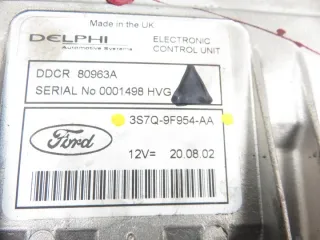 Made in the UK
DELPHI
Automotive Systems
ELECTRONIC
CONTROL UNIT
DDCR 80963A
SERIAL No 0001498 HVG
Ford
3S7Q-9F954-AA
12V= 20.08.02